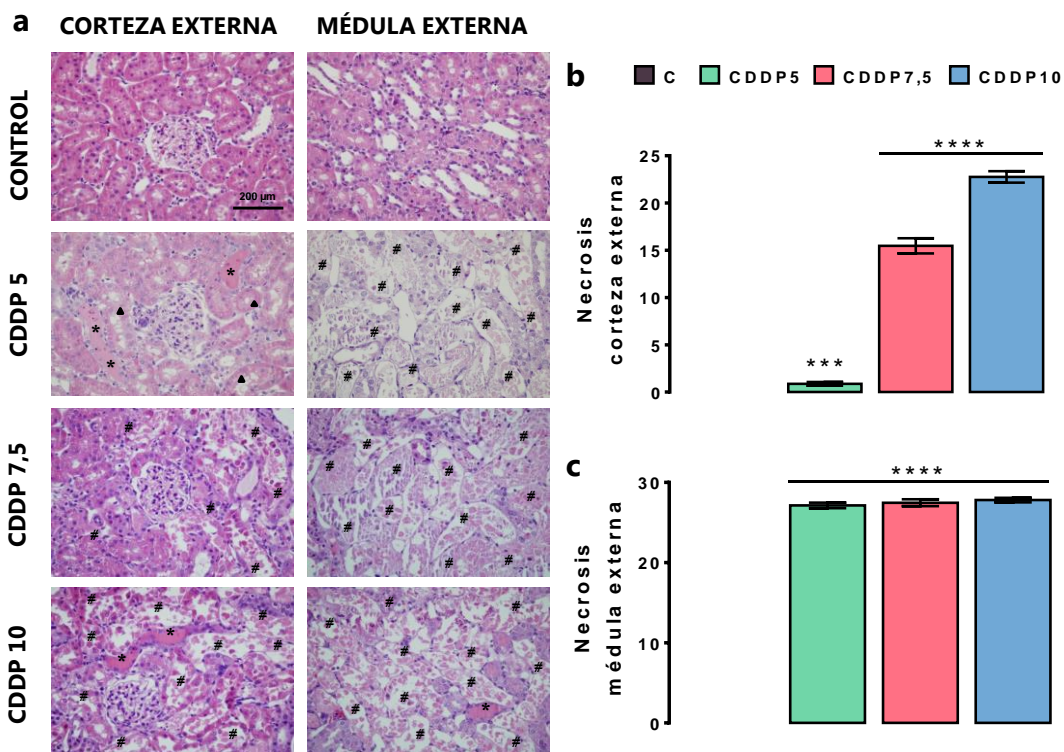 a
CORTEZA EXTERNA
MÉDULA EXTERNA
CONTROL
200 µm
CDDP 5
* * *
# # # # # # # # # # # #
CDDP 7,5
# # # # # #
# # # # # # # # # # #
CDDP 10
# # # # # # # # # # * *
# # # # # # # # # # # *
b
C
CDDP5
CDDP7,5
CDDP10
Necrosis
corteza externa
25
20
15
10
5
0
***
****
c
Necrosis
médula externa
30
20
10
0
****